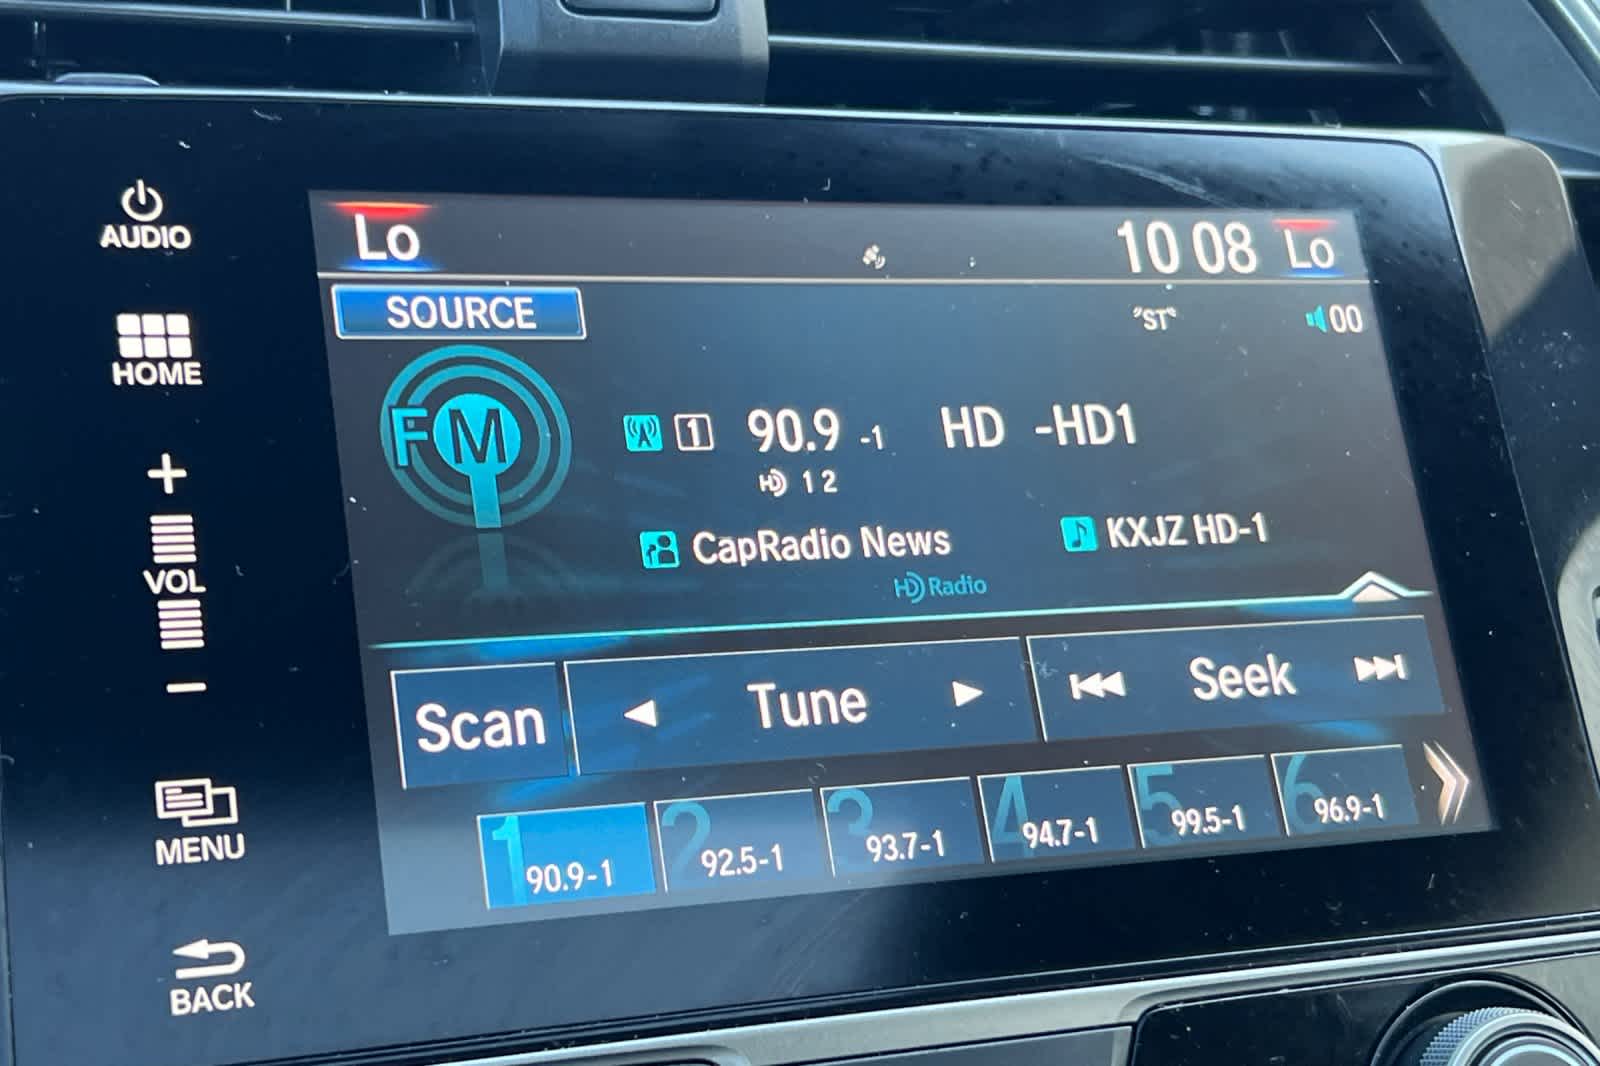 AUDIO
HOME
VOL
MENU
BACK
Lo
10 08
Lo
SOURCE
"ST"
00
FM
1
90.9 -1
HD -HD1
HD 1 2
CapRadio News
KXJZ HD-1
HD Radio
Scan
Tune
Seek
1 90.9-1
2 92.5-1
3 93.7-1
4 94.7-1
5 99.5-1
6 96.9-1